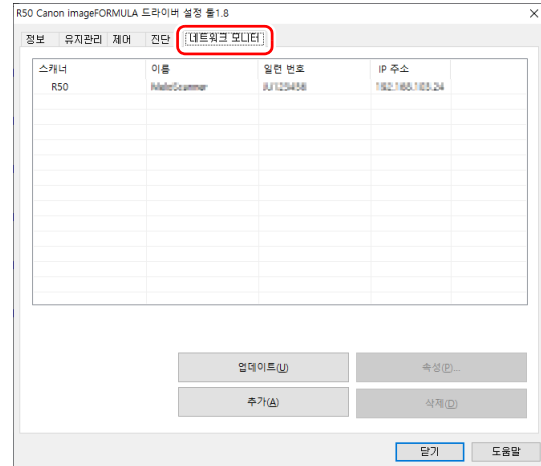 R50 Canon imageFORMULA 드라이버 설정 툴1.8
정보 유지관리 제어 진단 네트워크 모니터
스캐너 이름 일련 번호 IP 주소
R50
업데이트(U) 속성(P)...
추가(A) 삭제(D)
닫기 도움말